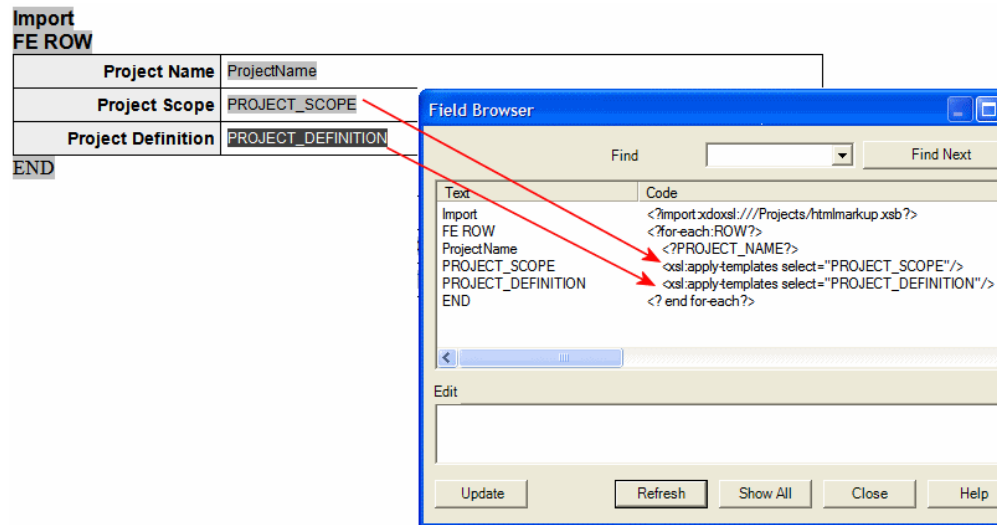 Import
FE ROW
Project Name ProjectName
Project Scope PROJECT_SCOPE
Project Definition PROJECT_DEFINITION
END
Field Browser
Find Find Next
Text Code
Import <?import:xdoxsl:///Projects/htmlmarkup.xsb?>
FE ROW <?for-each:ROW?>
ProjectName <?PROJECT_NAME?>
PROJECT_SCOPE <xsl:apply-templates select="PROJECT_SCOPE"/>
PROJECT_DEFINITION <xsl:apply-templates select="PROJECT_DEFINITION"/>
END <? end for-each?>
Edit
Update Refresh Show All Close Help